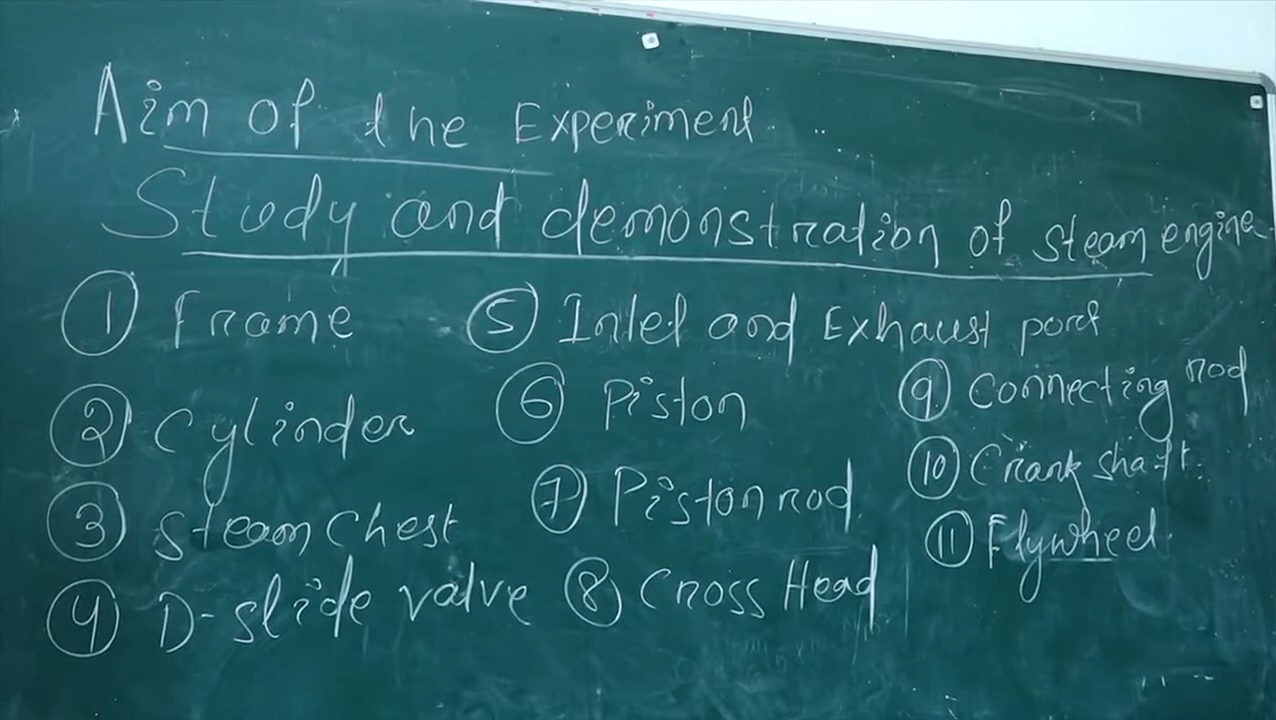 Aim of the Experiment
Study and demonstration of steam engine
① Frame
② Cylinder
③ Steam Chest
④ D-slide valve
⑤ Inlet and Exhaust port
⑥ Piston
⑦ Piston rod
⑧ Cross Head
⑨ Connecting rod
⑩ Crank shaft.
⑪ Flywheel.